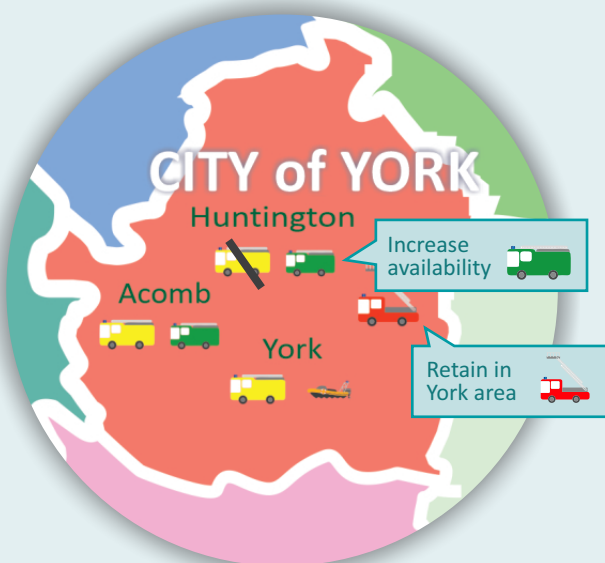 CITY of YORK
Huntington
Increase
availability
Acomb
York
Retain in
York area